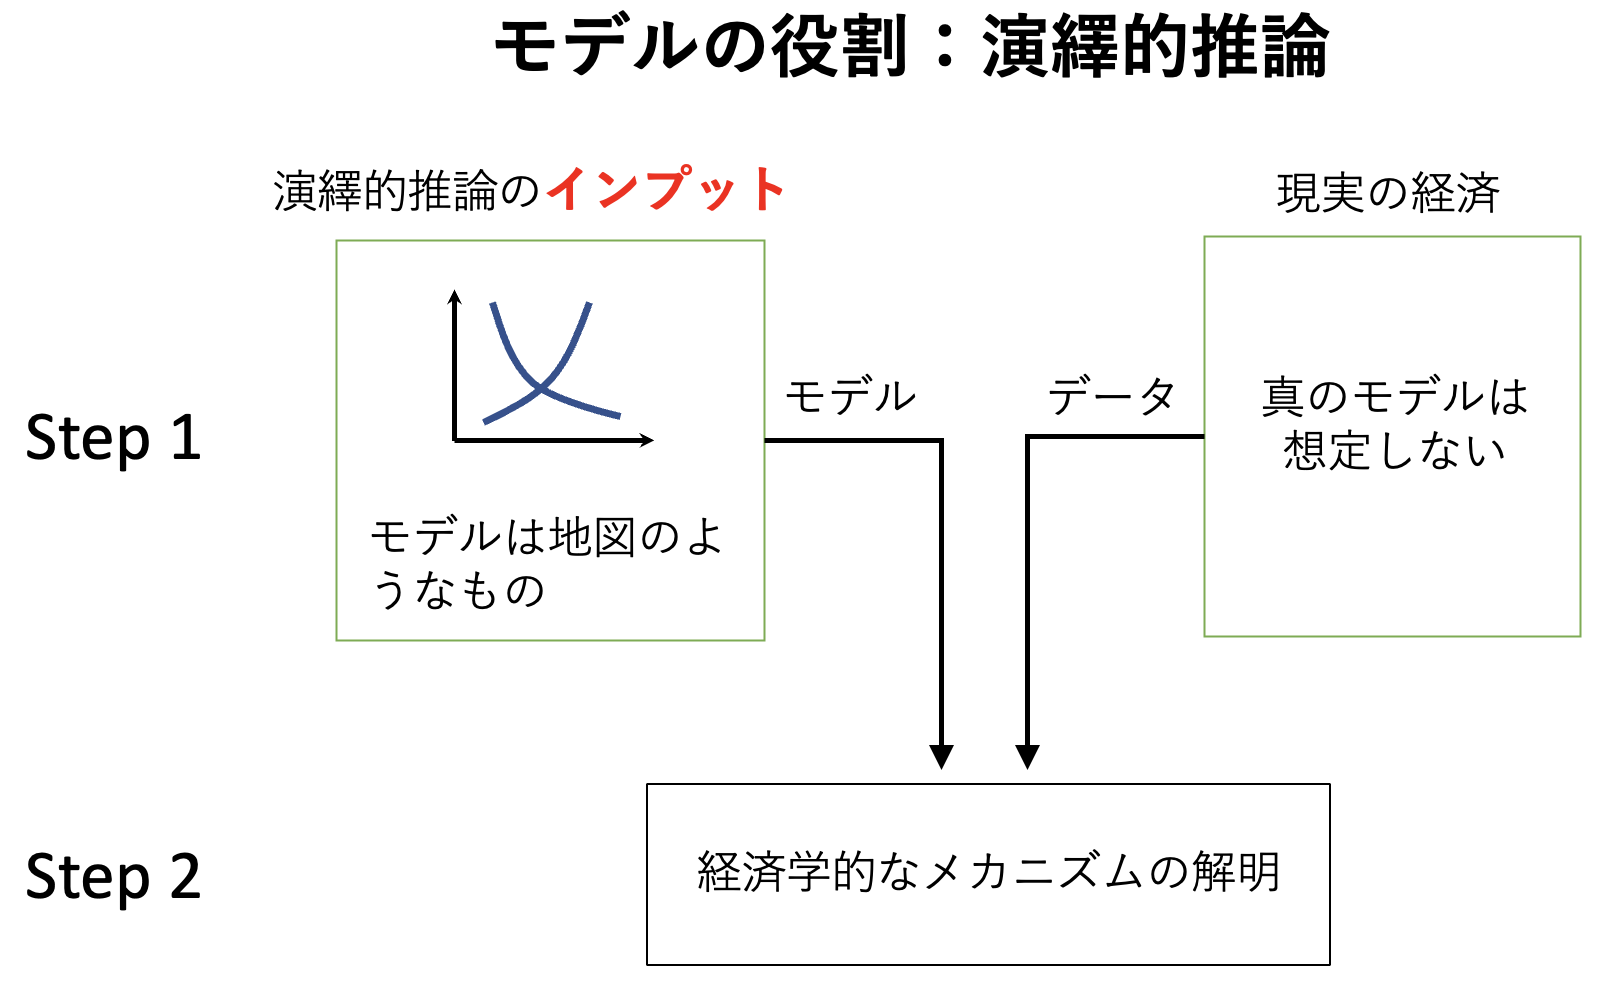 モデルの役割：演繹的推論
演繹的推論のインプット
現実の経済
Step 1
モデル
データ
真のモデルは
想定しない
モデルは地図のよ
うなもの
Step 2
経済学的なメカニズムの解明